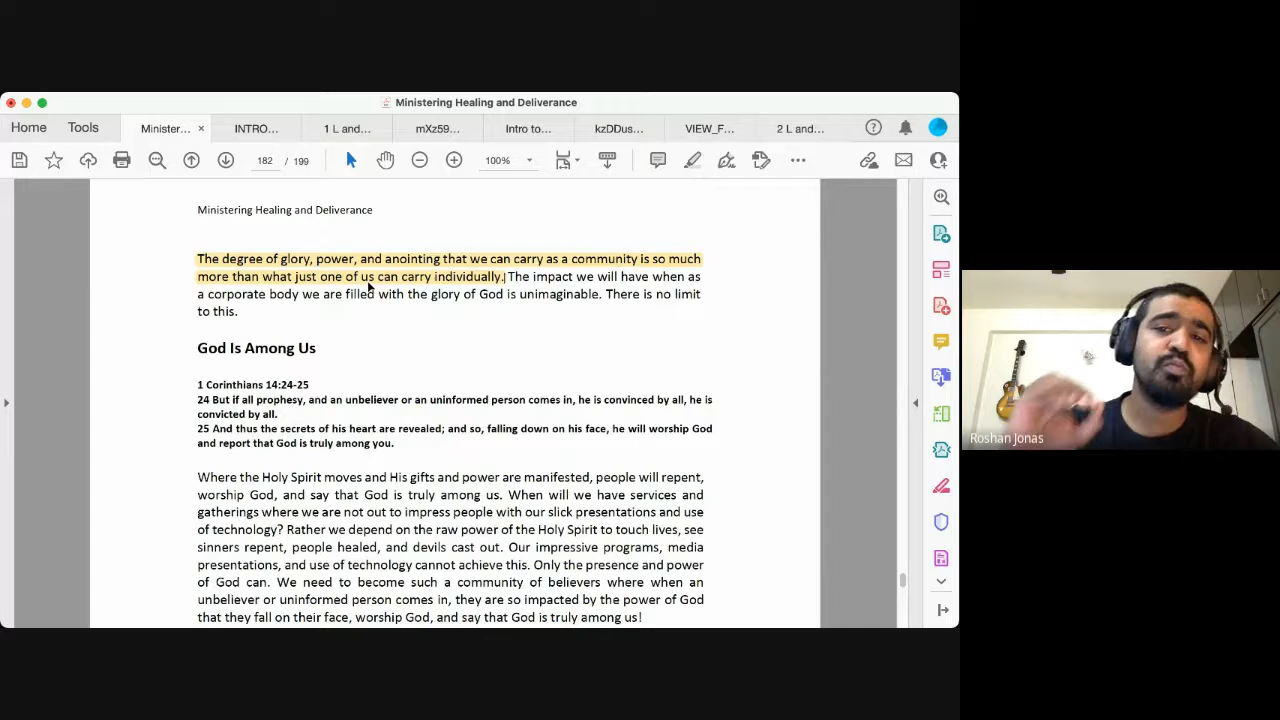 Ministering Healing and Deliverance
Home Tools Minister... × INTRO... 1 L and... mXz59... Intro to... kzDDus... VIEW_F... 2 L and...
182 / 199 100%
Ministering Healing and Deliverance
The degree of glory, power, and anointing that we can carry as a community is so much
more than what just one of us can carry individually. The impact we will have when as
a corporate body we are filled with the glory of God is unimaginable. There is no limit
to this.
God Is Among Us
1 Corinthians 14:24-25
24 But if all prophesy, and an unbeliever or an uninformed person comes in, he is convinced by all, he is
convicted by all.
25 And thus the secrets of his heart are revealed; and so, falling down on his face, he will worship God
and report that God is truly among you.
Where the Holy Spirit moves and His gifts and power are manifested, people will repent,
worship God, and say that God is truly among us. When will we have services and
gatherings where we are not out to impress people with our slick presentations and use
of technology? Rather we depend on the raw power of the Holy Spirit to touch lives, see
sinners repent, people healed, and devils cast out. Our impressive programs, media
presentations, and use of technology cannot achieve this. Only the presence and power
of God can. We need to become such a community of believers where when an
unbeliever or uninformed person comes in, they are so impacted by the power of God
that they fall on their face, worship God, and say that God is truly among us!
Roshan Jonas